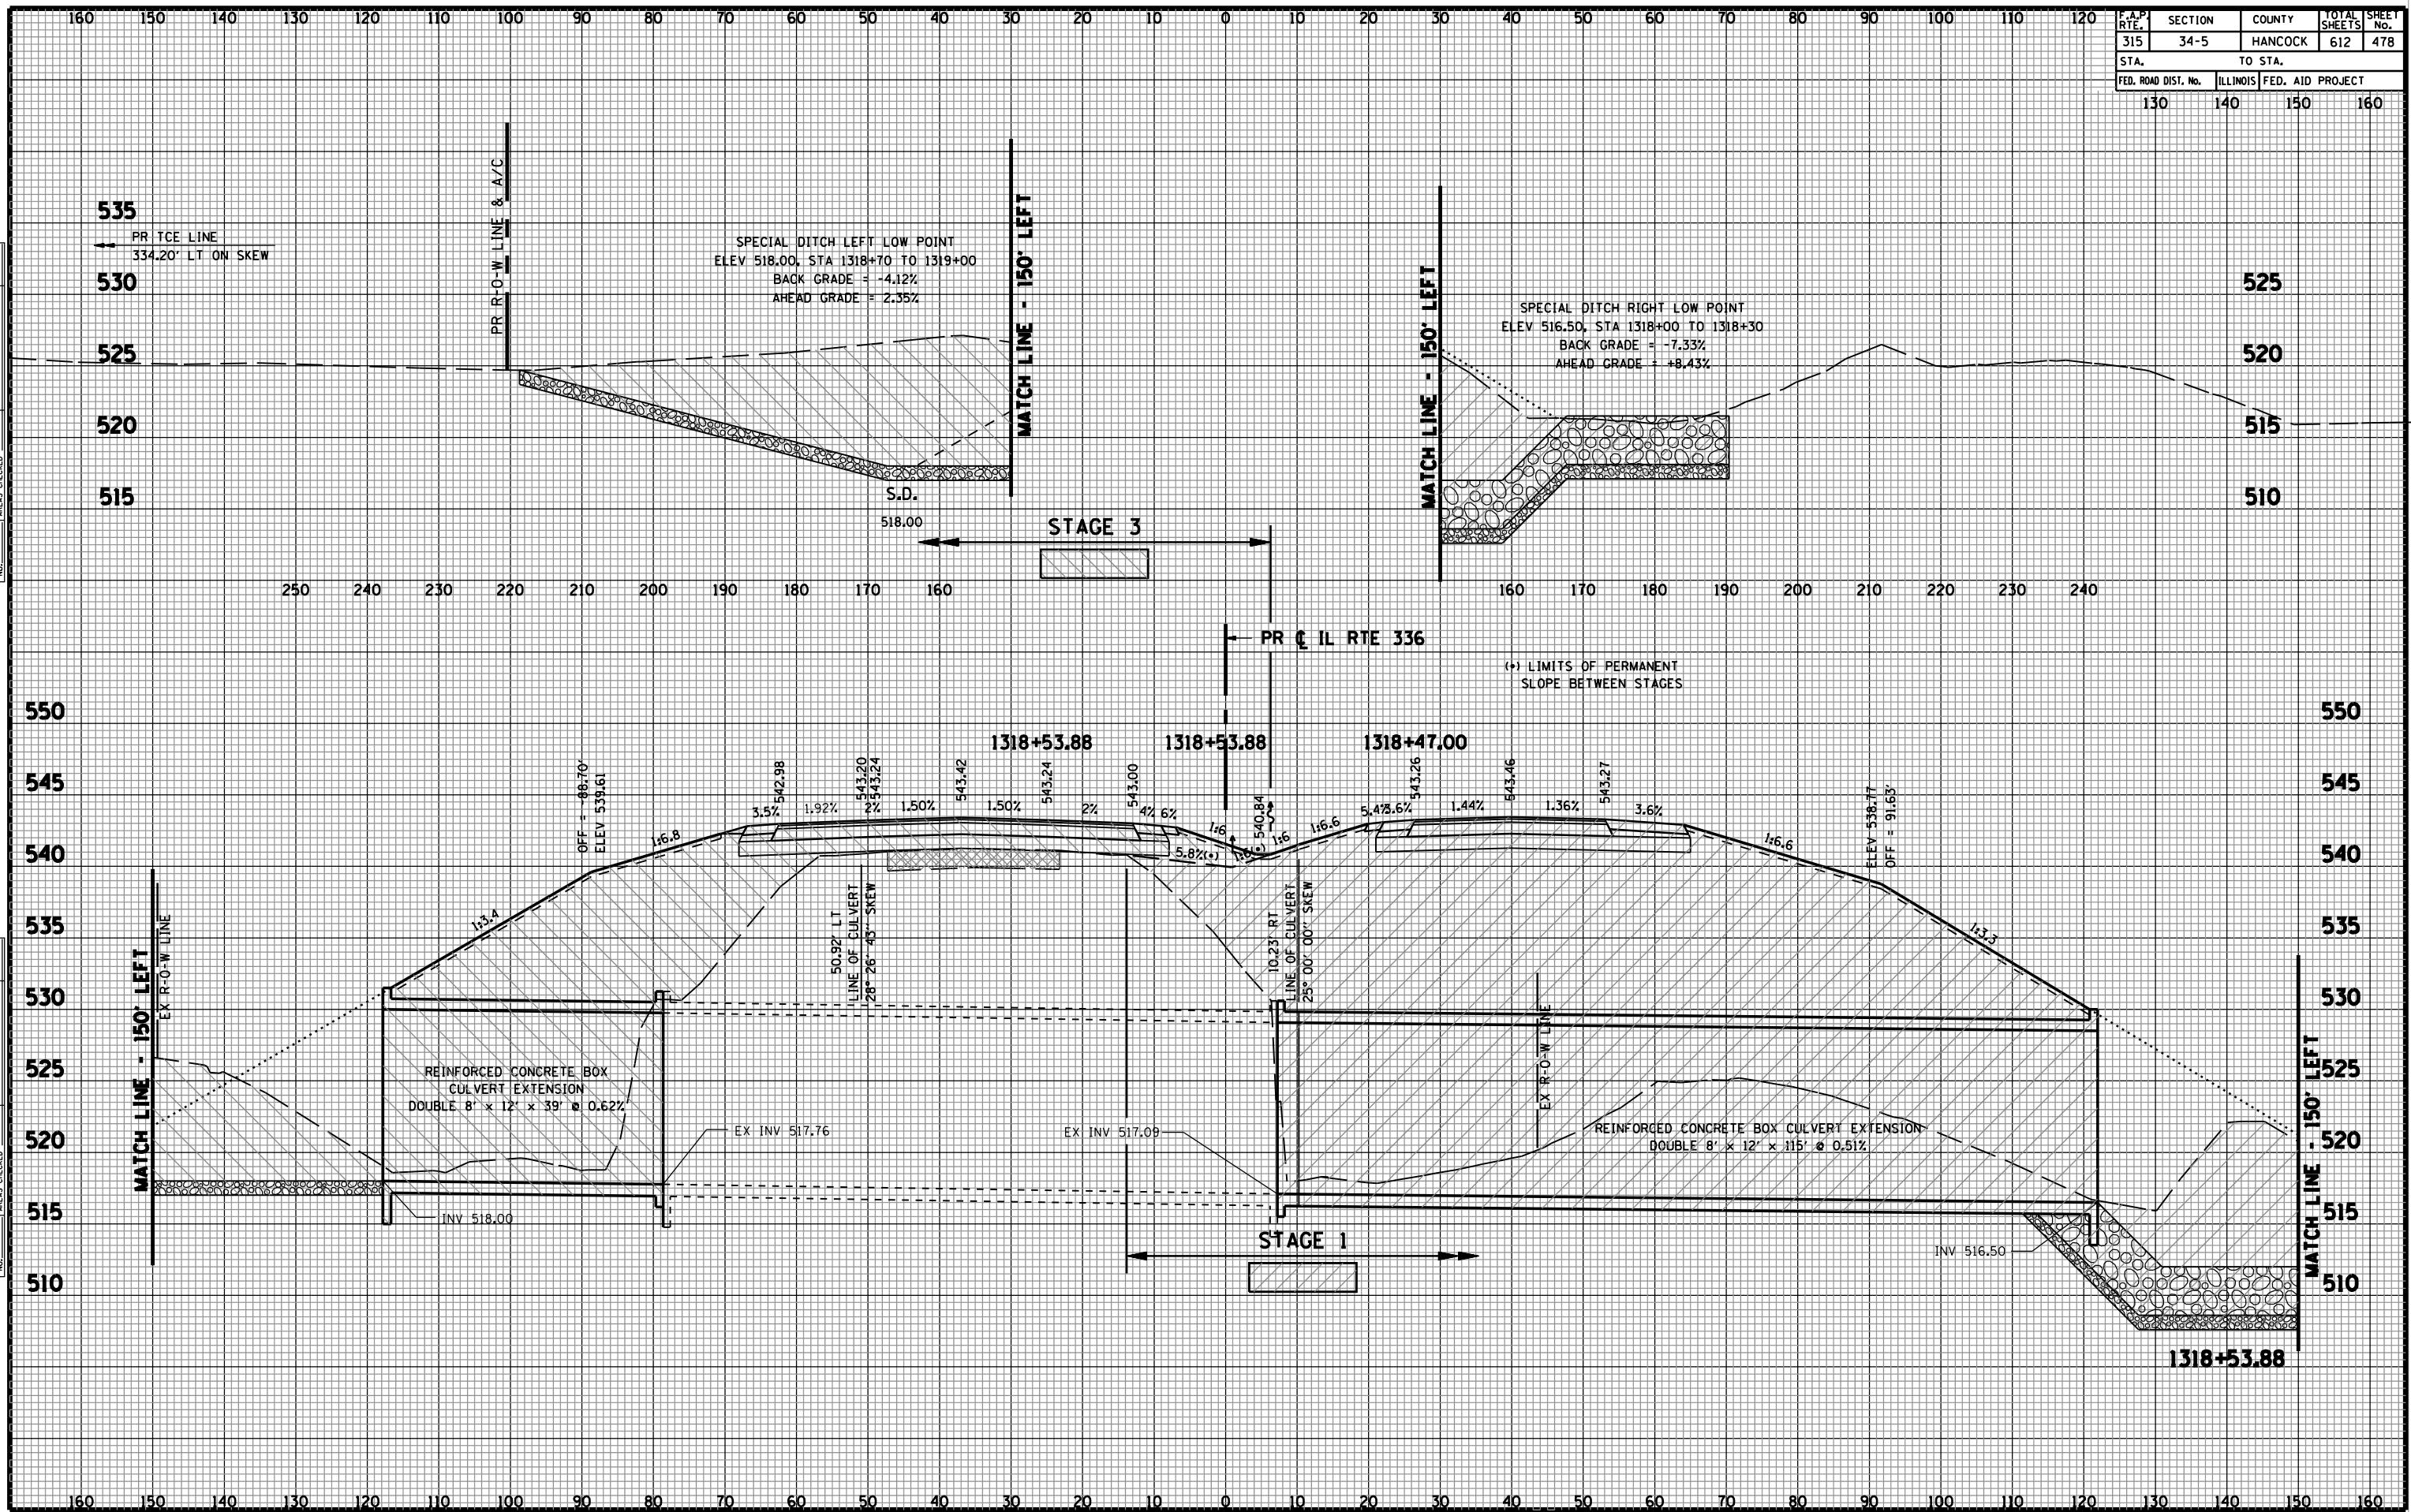 160 150 140 130 120 110 100 90 80 70 60 50 40 30 20 10 0 10 20 30 40 50 60 70 80 90 100 110 120
F.A.P. RTE. SECTION COUNTY TOTAL SHEETS SHEET No.
315 34-5 HANCOCK 612 478
STA. TO STA.
FED. ROAD DIST. No. ILLINOIS FED. AID PROJECT
130 140 150 160
535
530
525
520
515
PR TCE LINE
334.20' LT ON SKEW
PR R-O-W LINE & A/C
SPECIAL DITCH LEFT LOW POINT
ELEV 518.00, STA 1318+70 TO 1319+00
BACK GRADE = -4.12%
AHEAD GRADE = 2.35%
MATCH LINE - 150' LEFT
S.D.
518.00
STAGE 3
MATCH LINE - 150' LEFT
SPECIAL DITCH RIGHT LOW POINT
ELEV 516.50, STA 1318+00 TO 1318+30
BACK GRADE = -7.33%
AHEAD GRADE = +8.43%
525
520
515
510
250 240 230 220 210 200 190 180 170 160
160 170 180 190 200 210 220 230 240
PR ℄ IL RTE 336
(•) LIMITS OF PERMANENT
SLOPE BETWEEN STAGES
550
545
540
535
530
525
520
515
510
1318+53.88
1318+53.88
1318+47.00
OFF = -88.70'
ELEV 539.61
542.98
543.20
543.24
543.42
543.24
543.00
540.84
543.26
543.46
543.27
ELEV 538.77
OFF = 91.63'
1:3.4
1:6.8
3.5%
1.92%
2%
1.50%
1.50%
2%
4%
6%
1:6
5.8%(•)
1:6(•)
1:6
1:6.6
5.4%
3.6%
1.44%
1.36%
3.6%
1:6.6
1:3.3
MATCH LINE - 150' LEFT
EX R-O-W LINE
50.92' LT
LINE OF CULVERT
28° 26' 43" SKEW
10.23' RT
LINE OF CULVERT
25° 00' 00" SKEW
EX R-O-W LINE
REINFORCED CONCRETE BOX
CULVERT EXTENSION
DOUBLE 8' x 12' x 39' @ 0.62%
EX INV 517.76
EX INV 517.09
REINFORCED CONCRETE BOX CULVERT EXTENSION
DOUBLE 8' x 12' x 115' @ 0.51%
INV 518.00
STAGE 1
INV 516.50
MATCH LINE - 150' LEFT
550
545
540
535
530
525
520
515
510
1318+53.88
160 150 140 130 120 110 100 90 80 70 60 50 40 30 20 10 0 10 20 30 40 50 60 70 80 90 100 110 120 130 140 150 160